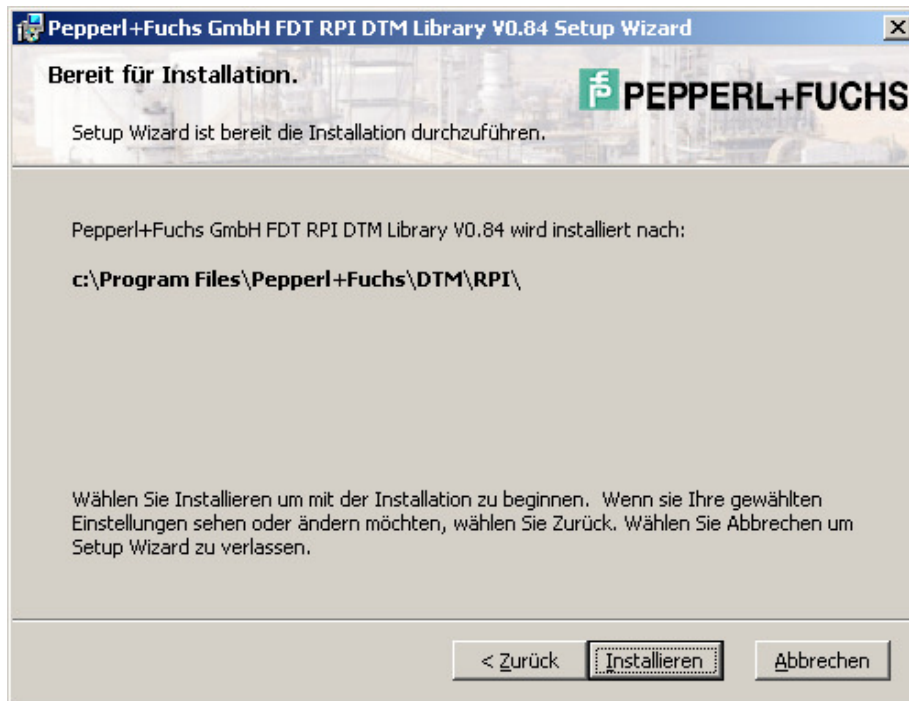 Pepperl+Fuchs GmbH FDT RPI DTM Library V0.84 Setup Wizard
Bereit für Installation.
PEPPERL+FUCHS
Setup Wizard ist bereit die Installation durchzuführen.
Pepperl+Fuchs GmbH FDT RPI DTM Library V0.84 wird installiert nach:
c:\Program Files\Pepperl+Fuchs\DTM\RPI\
Wählen Sie Installieren um mit der Installation zu beginnen.  Wenn sie Ihre gewählten
Einstellungen sehen oder ändern möchten, wählen Sie Zurück. Wählen Sie Abbrechen um
Setup Wizard zu verlassen.
< Zurück
Installieren
Abbrechen